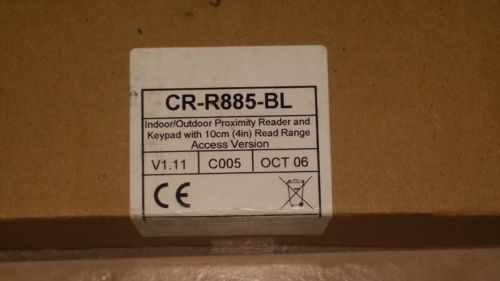 CR-R885-BL
Indoor/Outdoor Proximity Reader and
Keypad with 10cm (4in) Read Range
Access Version
V1.11 C005 OCT 06
CE